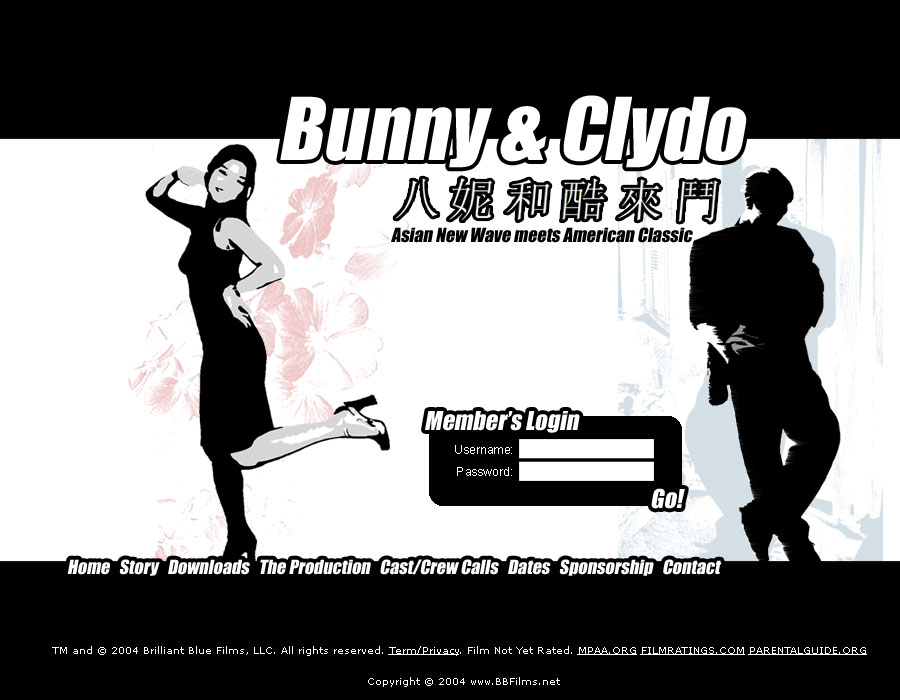 Bunny & Clydo
八妮和酷來鬥
Asian New Wave meets American Classic
Member's Login
Username:
Password:
Go!
Home Story Downloads The Production Cast/Crew Calls Dates Sponsorship Contact
TM and © 2004 Brilliant Blue Films, LLC. All rights reserved. Term/Privacy. Film Not Yet Rated. MPAA.ORG FILMRATINGS.COM PARENTALGUIDE.ORG
Copyright © 2004 www.BBFilms.net